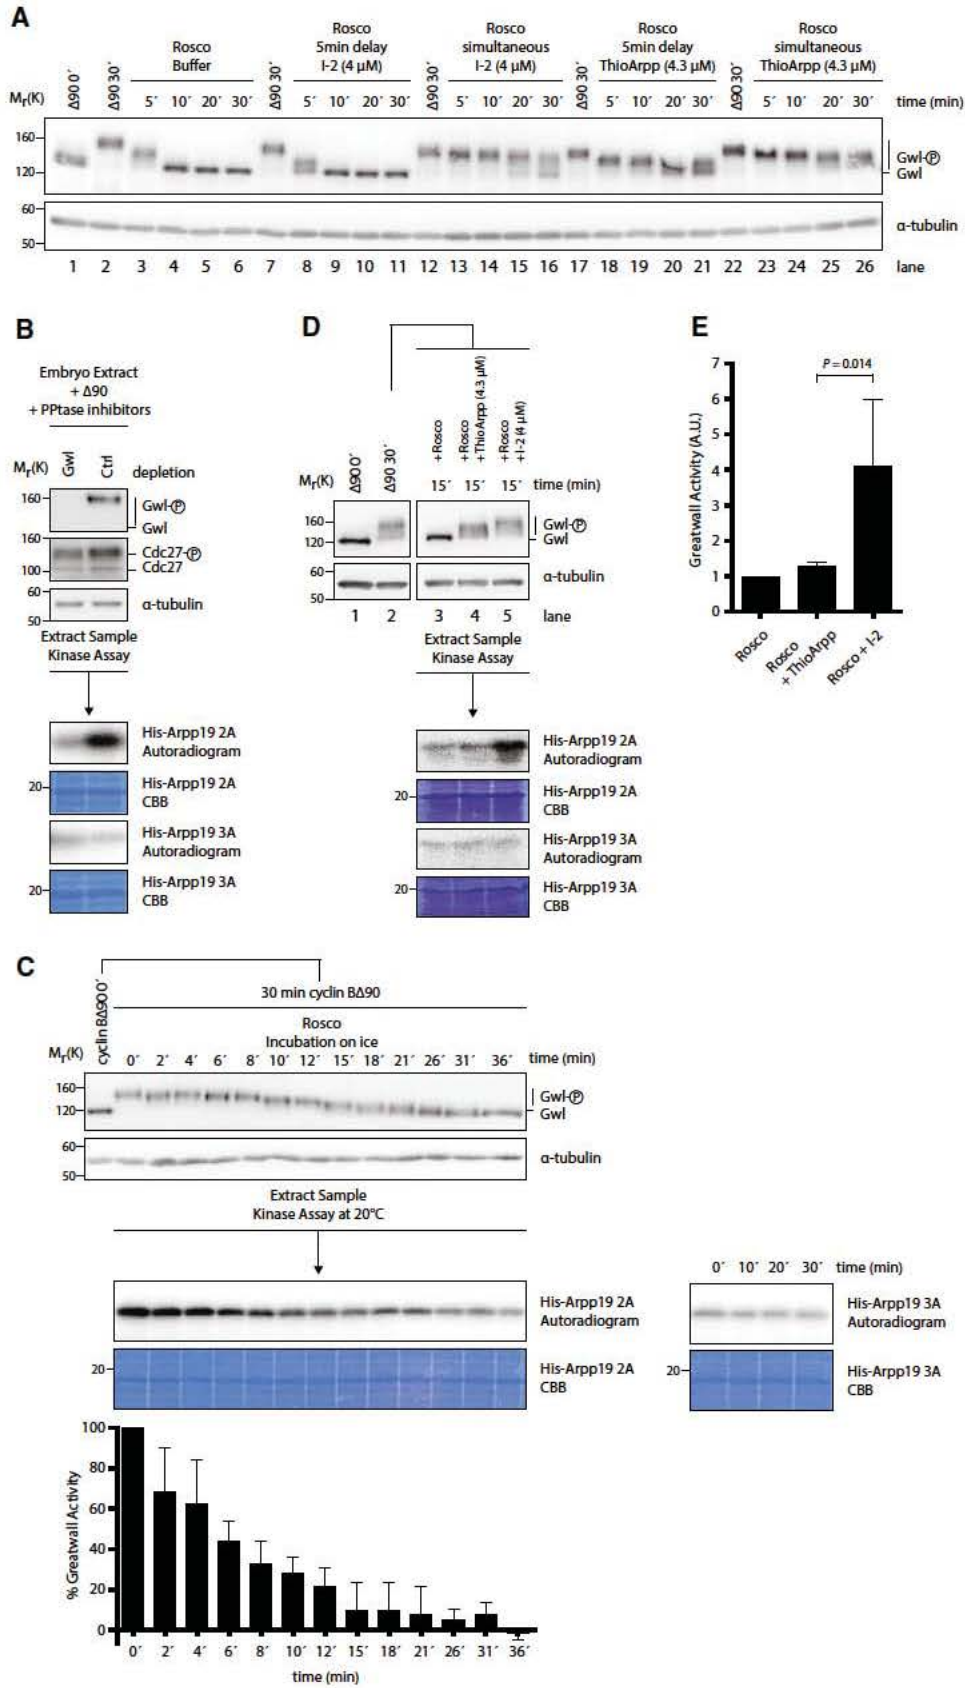 A
Rosco
Buffer
Rosco
5min delay
I-2 (4 μM)
Rosco
simultaneous
I-2 (4 μM)
Rosco
5min delay
ThioArpp (4.3 μM)
Rosco
simultaneous
ThioArpp (4.3 μM)
Mr(K) Δ90 0´ Δ90 30´ 5´ 10´ 20´ 30´ Δ90 30´ 5´ 10´ 20´ 30´ Δ90 30´ 5´ 10´ 20´ 30´ Δ90 30´ 5´ 10´ 20´ 30´ Δ90 30´ 5´ 10´ 20´ 30´ time (min)
160
120
Gwl-Ⓟ
Gwl
60
50
α-tubulin
1 2 3 4 5 6 7 8 9 10 11 12 13 14 15 16 17 18 19 20 21 22 23 24 25 26 lane
B
Embryo Extract
+ Δ90
+ PPtase inhibitors
Mr(K) Gwl Ctrl depletion
160
Gwl-Ⓟ
Gwl
160
Cdc27-Ⓟ
100
Cdc27
60
50
α-tubulin
Extract Sample
Kinase Assay
His-Arpp19 2A
Autoradiogram
20
His-Arpp19 2A
CBB
His-Arpp19 3A
Autoradiogram
20
His-Arpp19 3A
CBB
D
Mr(K) Δ90 0´ Δ90 30´
+Rosco
+Rosco
+ThioArpp (4.3 μM)
+Rosco
+I-2 (4 μM)
15´ 15´ 15´ time (min)
160
120
Gwl-Ⓟ
Gwl
60
50
α-tubulin
1 2 3 4 5 lane
Extract Sample
Kinase Assay
His-Arpp19 2A
Autoradiogram
20
His-Arpp19 2A
CBB
His-Arpp19 3A
Autoradiogram
20
His-Arpp19 3A
CBB
E
Greatwall Activity (A.U.)
7
6
5
4
3
2
1
0
P = 0.014
Rosco
Rosco
+ ThioArpp
Rosco + I-2
C
cyclin BΔ90 0´
30 min cyclin BΔ90
Rosco
Incubation on ice
Mr(K) 0´ 2´ 4´ 6´ 8´ 10´ 12´ 15´ 18´ 21´ 26´ 31´ 36´ time (min)
160
120
Gwl-Ⓟ
Gwl
60
50
α-tubulin
Extract Sample
Kinase Assay at 20°C
His-Arpp19 2A
Autoradiogram
20
His-Arpp19 2A
CBB
0´ 10´ 20´ 30´ time (min)
His-Arpp19 3A
Autoradiogram
20
His-Arpp19 3A
CBB
% Greatwall Activity
100
80
60
40
20
0
0´ 2´ 4´ 6´ 8´ 10´ 12´ 15´ 18´ 21´ 26´ 31´ 36´
time (min)